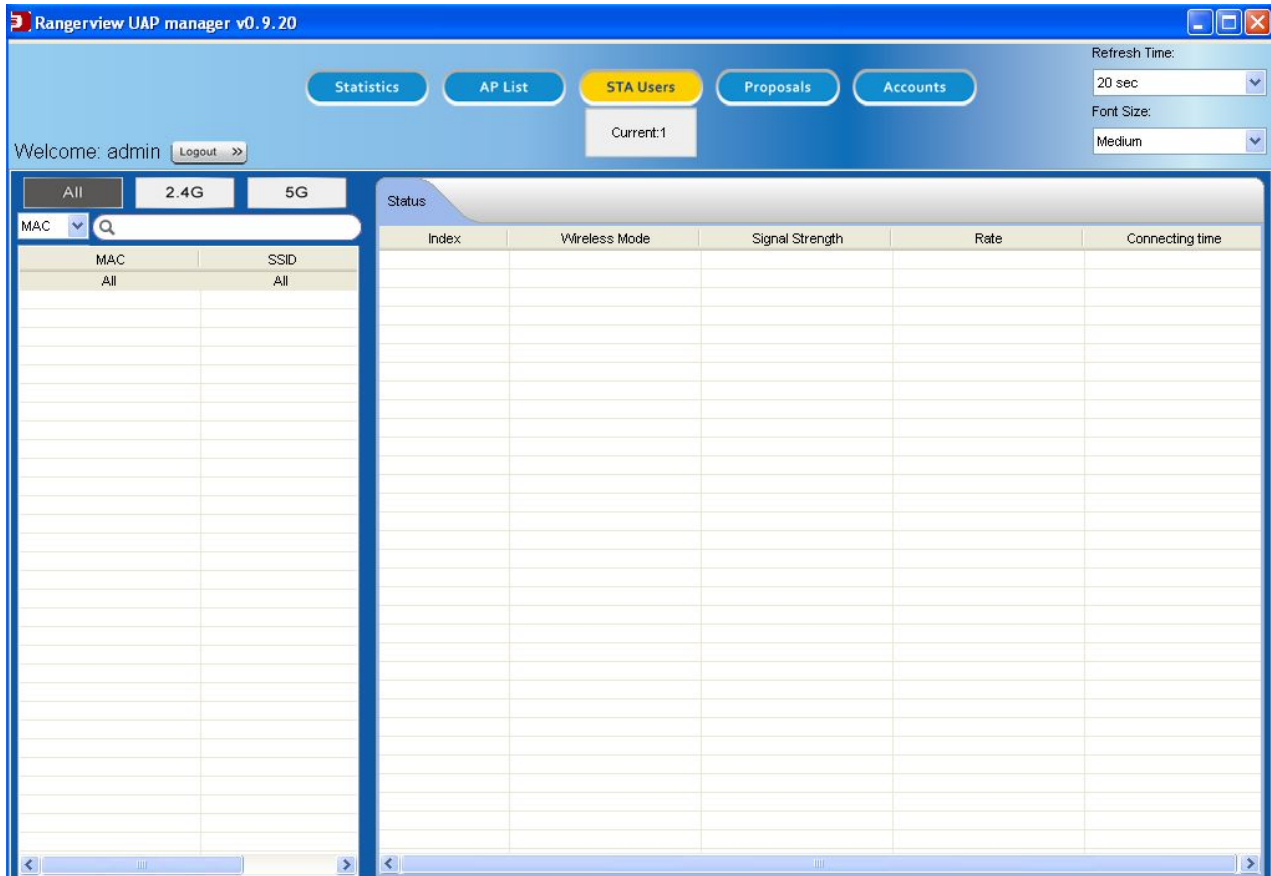 Rangerview UAP manager v0.9.20
Refresh Time:
20 sec
Font Size:
Medium
Statistics
AP List
STA Users
Proposals
Accounts
Current:1
Welcome: admin
Logout »
All
2.4G
5G
MAC
MAC SSID
All All
Status
Index Wireless Mode Signal Strength Rate Connecting time